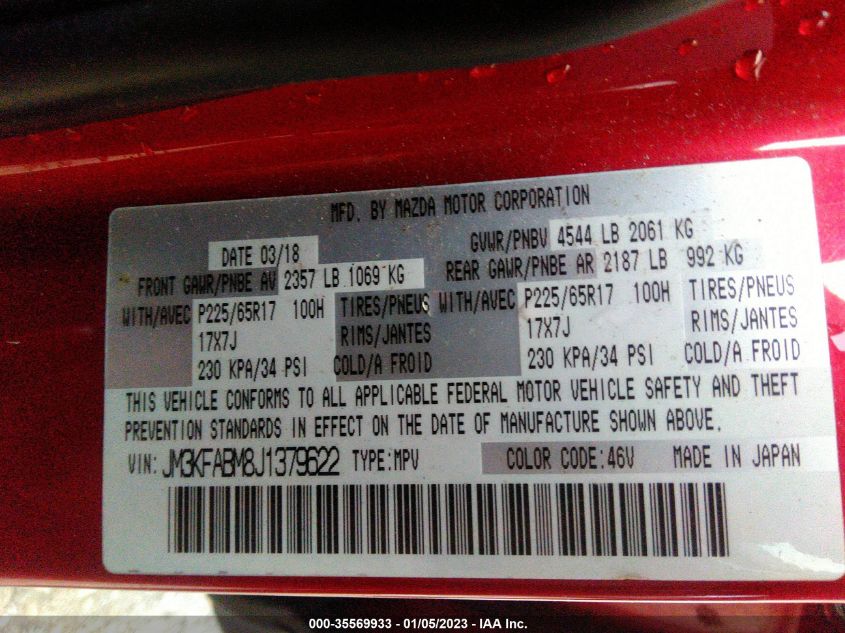 MFD. BY MAZDA MOTOR CORPORATION
DATE 03/18 GVWR/PNBV 4544 LB 2061 KG
FRONT GAWR/PNBE AV 2357 LB 1069 KG REAR GAWR/PNBE AR 2187 LB 992 KG
WITH/AVEC P225/65R17 100H TIRES/PNEUS WITH/AVEC P225/65R17 100H TIRES/PNEUS
17X7J RIMS/JANTES 17X7J RIMS/JANTES
230 KPA/34 PSI COLD/A FROID 230 KPA/34 PSI COLD/A FROID
THIS VEHICLE CONFORMS TO ALL APPLICABLE FEDERAL MOTOR VEHICLE SAFETY AND THEFT
PREVENTION STANDARDS IN EFFECT ON THE DATE OF MANUFACTURE SHOWN ABOVE.
VIN: JM3KFABM8J1379622 TYPE:MPV COLOR CODE:46V MADE IN JAPAN
000-35569933 - 01/05/2023 - IAA Inc.